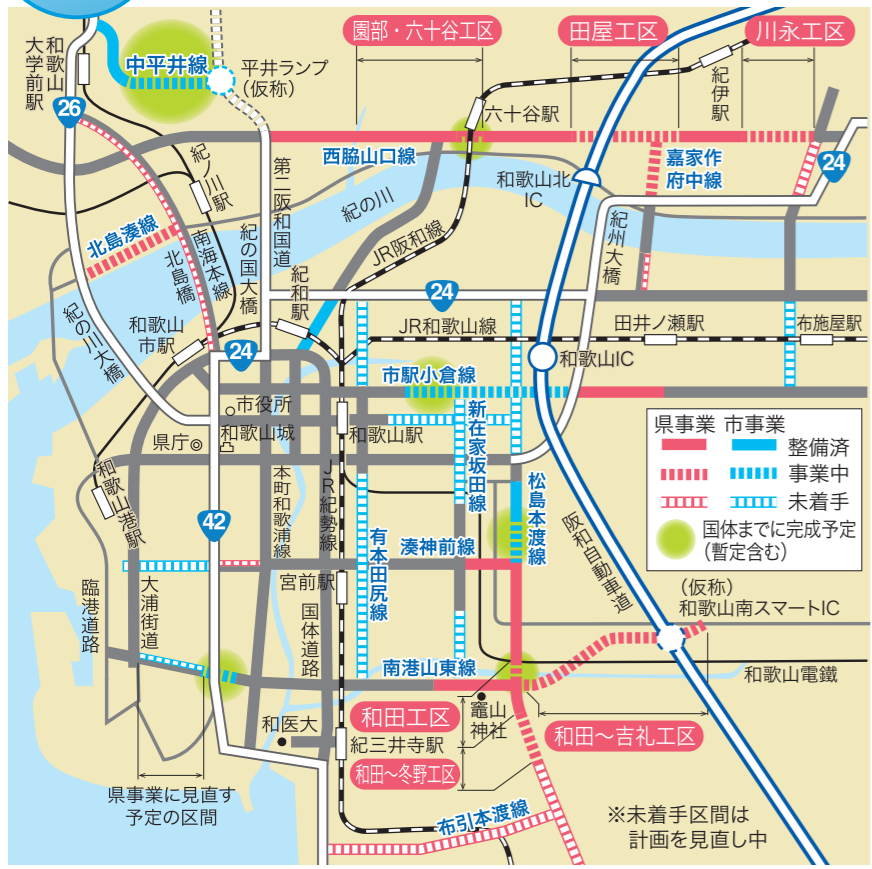 園部・六十谷工区
田屋工区
川永工区
和歌山
大学前駅
中平井線
平井ランプ
(仮称)
紀伊駅
六十谷駅
26
西脇山口線
嘉家作
府中線
24
紀ノ川駅
第二阪和国道
紀の川
和歌山北
IC
北島湊線
北島橋
南海本線
紀の国大橋
JR阪和線
紀州大橋
紀和駅
24
紀の川大橋
和歌山
市駅
24
JR和歌山線
田井ノ瀬駅
布施屋駅
和歌山IC
市駅小倉線
市役所
新在家坂田線
県庁
和歌山城
和歌山駅
県事業
市事業
整備済
事業中
未着手
国体までに完成予定
(暫定含む)
和歌山港駅
本町和歌浦線
JR紀勢線
松島本渡線
42
有本田尻線
湊神前線
阪和自動車道
臨港道路
大浦街道
宮前駅
国体道路
(仮称)
和歌山南スマートIC
南港山東線
和歌山電鐵
和田工区
竈山
神社
和田〜吉礼工区
和医大
紀三井寺駅
和田〜冬野工区
県事業に見直す
予定の区間
布引本渡線
※未着手区間は
計画を見直し中